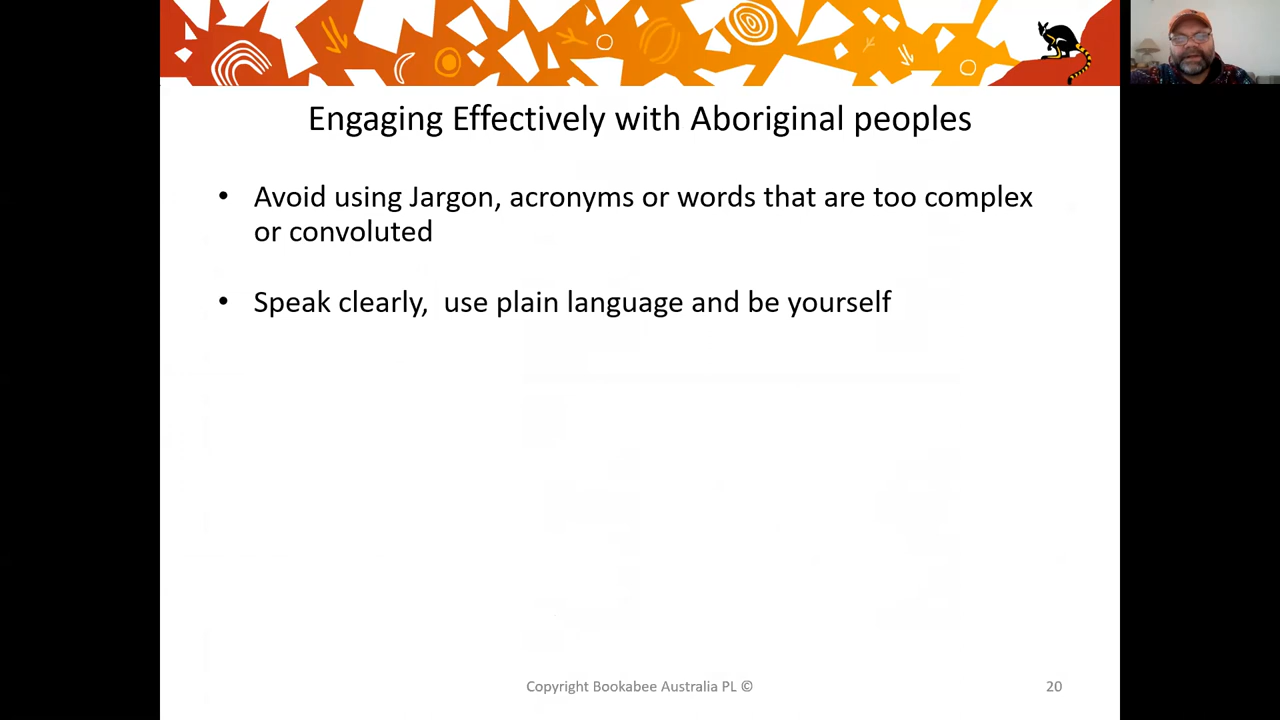 Engaging Effectively with Aboriginal peoples
• Avoid using Jargon, acronyms or words that are too complex
or convoluted
• Speak clearly,  use plain language and be yourself
Copyright Bookabee Australia PL ©
20